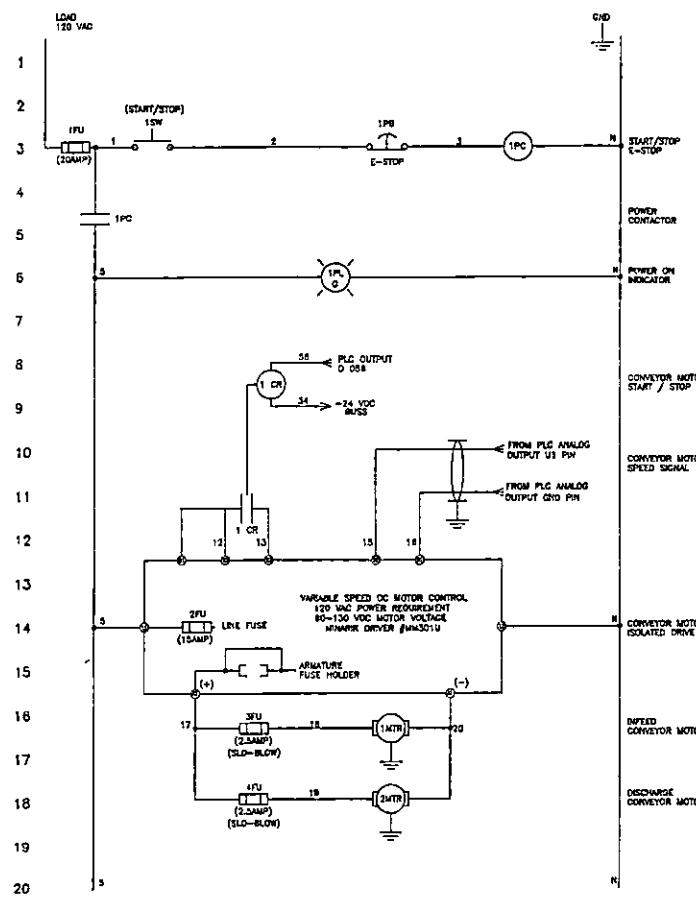 LOAD
120 VAC
GND
1
2
(START/STOP)
1SW
1PB
1FU
1
2
3
N
START/STOP
E-STOP
3
(20AMP)
E-STOP
1PC
4
1PC
POWER
CONTACTOR
5
5
1PL
G
N
POWER ON
INDICATOR
6
7
8
PLC OUTPUT
1 CR
CONVEYOR MOTO
START / STOP
9
34
-24 VDC
BUSS
10
FROM PLC ANALOG
OUTPUT U1 PIN
CONVEYOR MOTO
SPEED SIGNAL
11
FROM PLC ANALOG
OUTPUT GND PIN
1 CR
12
12
13
15
16
13
VARIABLE SPEED DC MOTOR CONTROL
120 VAC POWER REQUIREMENT
90-130 VDC MOTOR VOLTAGE
MINARIK DRIVER #MM301U
14
5
2FU
LINE FUSE
(15AMP)
N
CONVEYOR MOTO
ISOLATED DRIVE
15
ARMATURE
FUSE HOLDER
(+)
(-)
16
17
3FU
18
1MTR
20
INFEED
CONVEYOR MOTO
(2.5AMP)
(SLO-BLOW)
17
18
4FU
19
2MTR
DISCHARGE
CONVEYOR MOTO
(2.5AMP)
(SLO-BLOW)
19
20
5
N